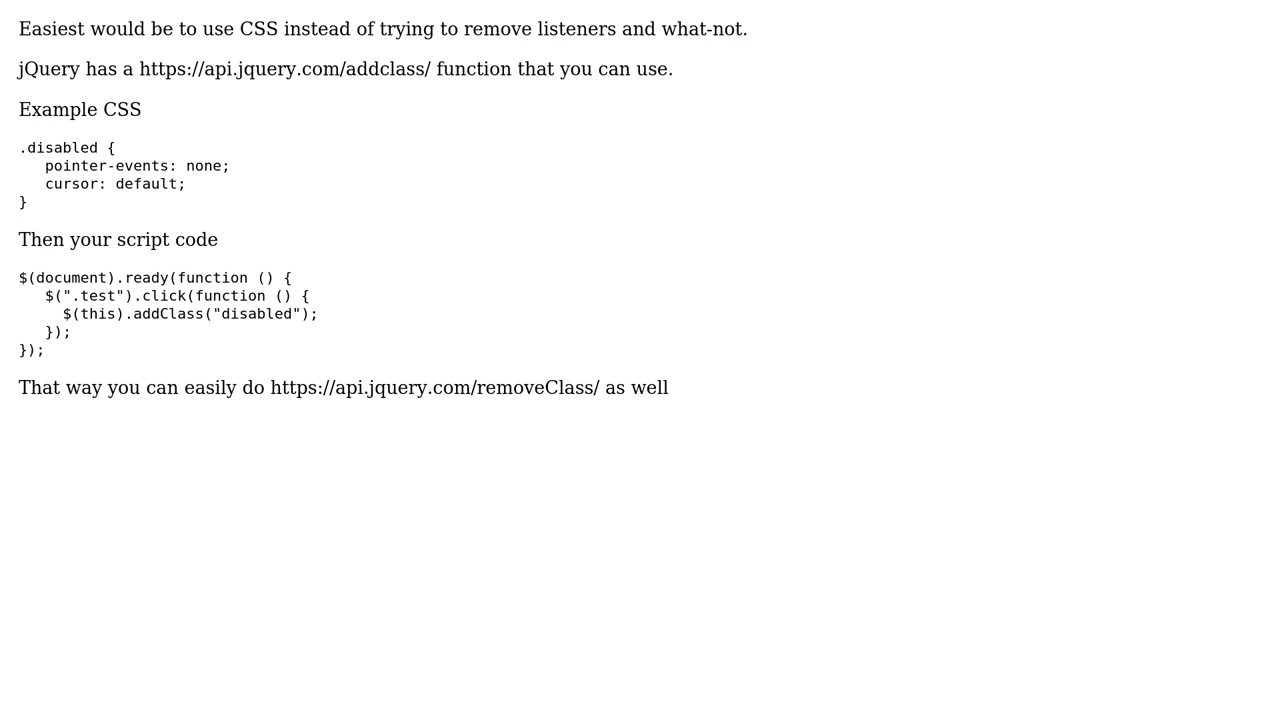 Easiest would be to use CSS instead of trying to remove listeners and what-not.
jQuery has a https://api.jquery.com/addclass/ function that you can use.
Example CSS
.disabled {
   pointer-events: none;
   cursor: default;
}
Then your script code
$(document).ready(function () {
   $(".test").click(function () {
     $(this).addClass("disabled");
   });
});
That way you can easily do https://api.jquery.com/removeClass/ as well